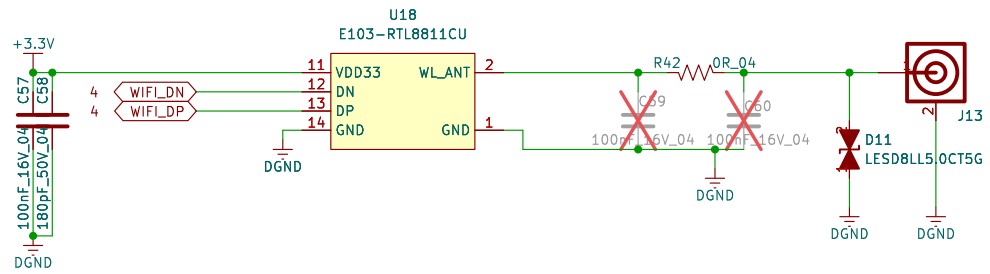 U18
E103-RTL8811CU
+3.3V
C57
C58
100nF_16V_04
180pF_50V_04
DGND
4 WIFI_DN
4 WIFI_DP
11 VDD33
12 DN
13 DP
14 GND
WL_ANT 2
GND 1
DGND
R42 0R_04
C59
100nF_16V_04
C60
100nF_16V_04
DGND
2
1
D11
LESD8LL5.0CT5G
DGND
1
2
J13
DGND